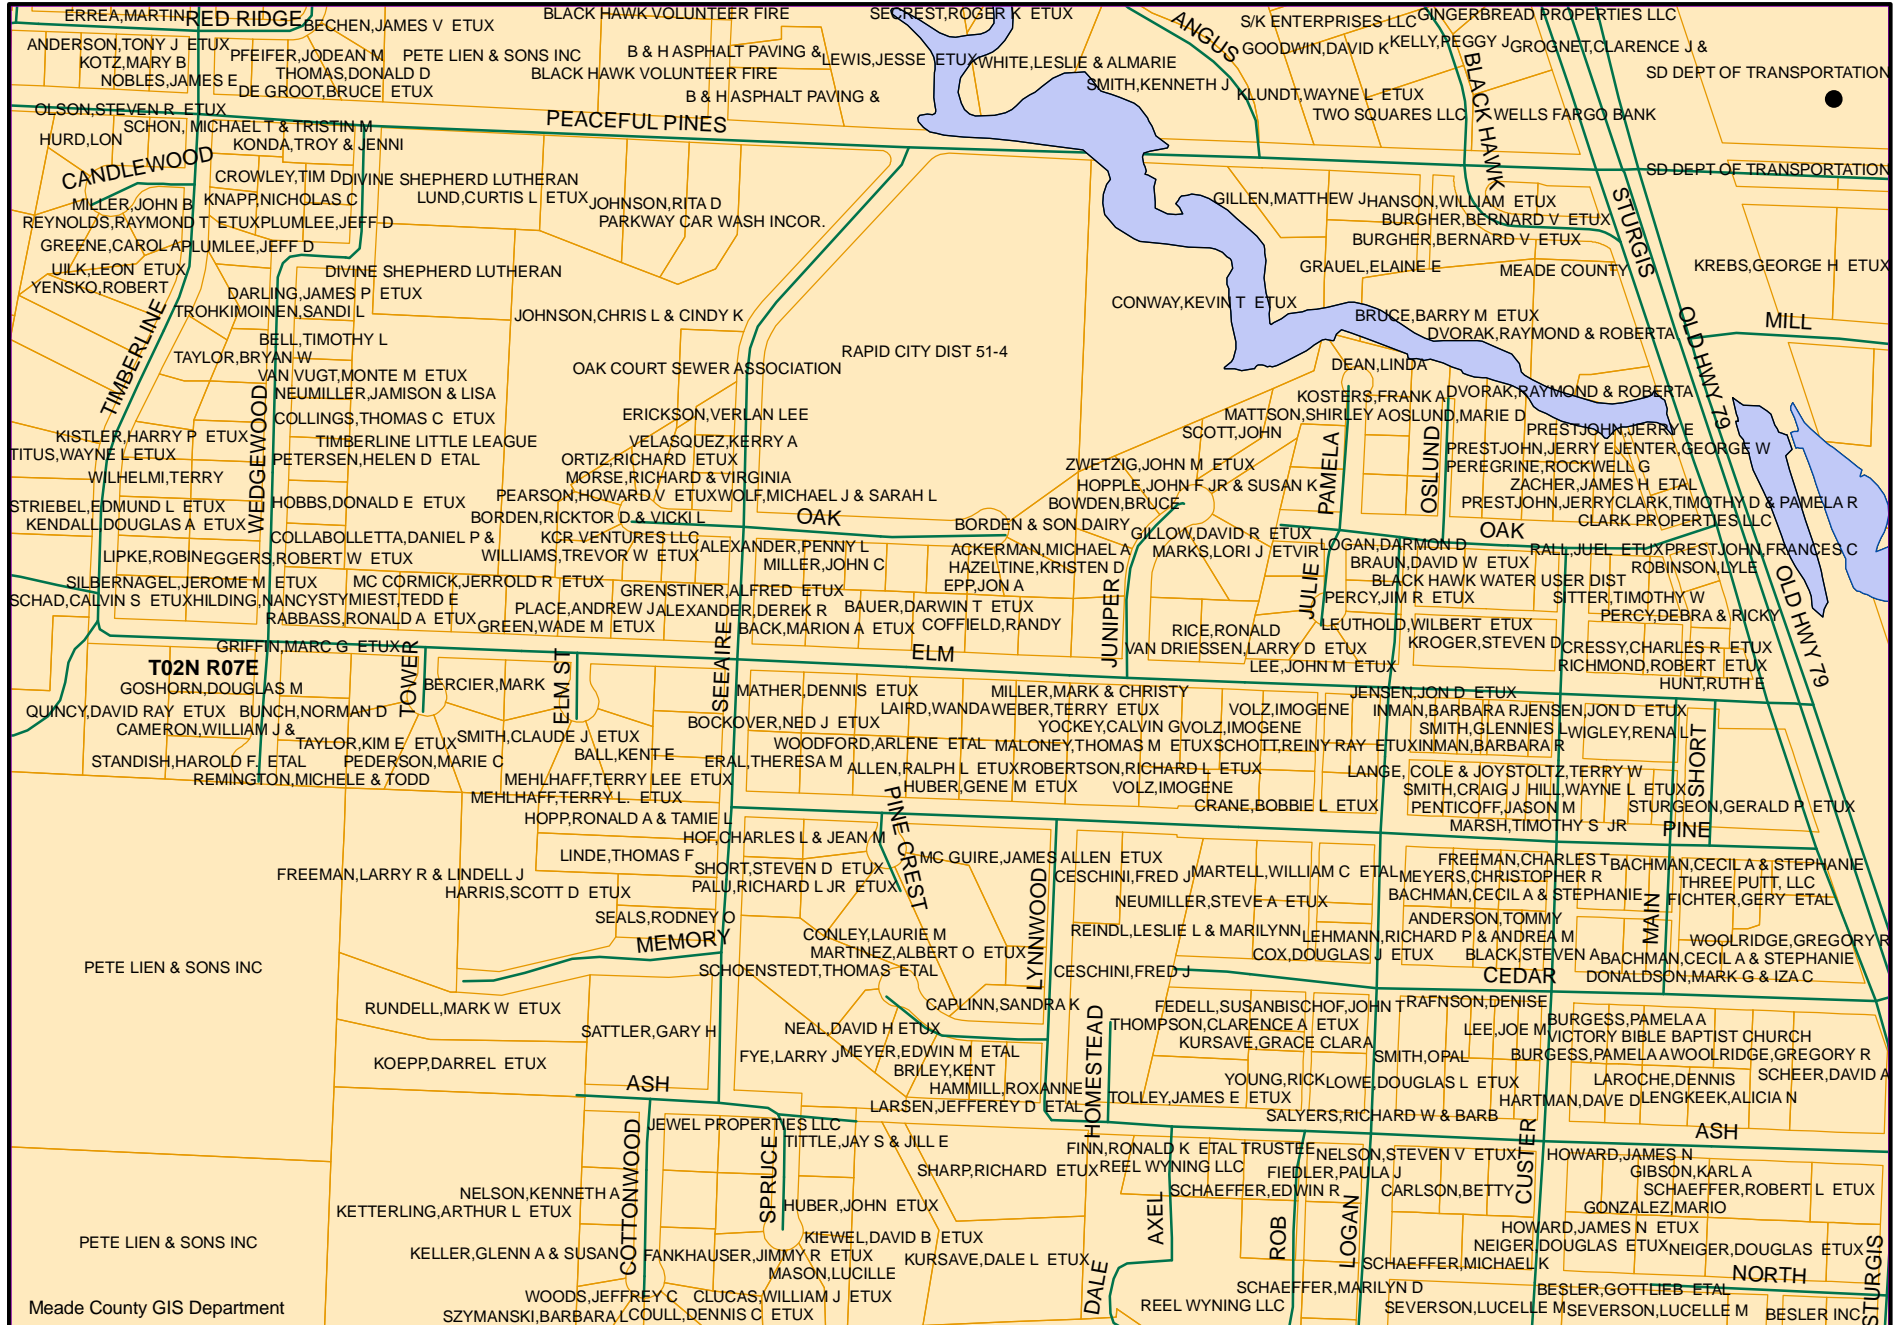 ERREA,MARTIN
RED RIDGE
BECHEN,JAMES V ETUX
BLACK HAWK VOLUNTEER FIRE
SECREST,ROGER K ETUX
ANGUS
S/K ENTERPRISES LLC
GINGERBREAD PROPERTIES LLC
ANDERSON,TONY J ETUX
PFEIFER,JODEAN M
PETE LIEN & SONS INC
B & H ASPHALT PAVING &
LEWIS,JESSE ETUX
WHITE,LESLIE & ALMARIE
GOODWIN,DAVID K
KELLY,PEGGY J
GROGNET,CLARENCE J &
KOTZ,MARY B
NOBLES,JAMES E
THOMAS,DONALD D
BLACK HAWK VOLUNTEER FIRE
SD DEPT OF TRANSPORTATION
DE GROOT,BRUCE ETUX
B & H ASPHALT PAVING &
SMITH,KENNETH J
KLUNDT,WAYNE L ETUX
BLACK HAWK
OLSON,STEVEN R ETUX
TWO SQUARES LLC
WELLS FARGO BANK
SCHON, MICHAEL T & TRISTIN M
PEACEFUL PINES
HURD,LON
KONDA,TROY & JENNI
CANDLEWOOD
CROWLEY,TIM D
DIVINE SHEPHERD LUTHERAN
SD DEPT OF TRANSPORTATION
MILLER,JOHN B
KNAPP,NICHOLAS C
LUND,CURTIS L ETUX
JOHNSON,RITA D
GILLEN,MATTHEW J
HANSON,WILLIAM ETUX
REYNOLDS,RAYMOND T ETUX
PLUMLEE,JEFF D
PARKWAY CAR WASH INCOR.
BURGHER,BERNARD V ETUX
STURGIS
GREENE,CAROL A
PLUMLEE,JEFF D
BURGHER,BERNARD V ETUX
UILK,LEON ETUX
DIVINE SHEPHERD LUTHERAN
GRAUEL,ELAINE E
MEADE COUNTY
KREBS,GEORGE H ETUX
YENSKO,ROBERT
DARLING,JAMES P ETUX
TROHKIMOINEN,SANDI L
JOHNSON,CHRIS L & CINDY K
CONWAY,KEVIN T ETUX
BRUCE,BARRY M ETUX
MILL
TIMBERLINE
BELL,TIMOTHY L
DVORAK,RAYMOND & ROBERTA
OLD HWY 79
TAYLOR,BRYAN W
RAPID CITY DIST 51-4
VAN VUGT,MONTE M ETUX
OAK COURT SEWER ASSOCIATION
DEAN,LINDA
NEUMILLER,JAMISON & LISA
KOSTERS,FRANK A
DVORAK,RAYMOND & ROBERTA
WEDGEWOOD
COLLINGS,THOMAS C ETUX
ERICKSON,VERLAN LEE
MATTSON,SHIRLEY A
OSLUND,MARIE D
KISTLER,HARRY P ETUX
TIMBERLINE LITTLE LEAGUE
VELASQUEZ,KERRY A
SCOTT,JOHN
PRESTJOHN,JERRY E
TITUS,WAYNE L ETUX
PETERSEN,HELEN D ETAL
ORTIZ,RICHARD ETUX
PAMELA
OSLUND
PRESTJOHN,JERRY E
JENTER,GEORGE W
WILHELMI,TERRY
MORSE,RICHARD & VIRGINIA
ZWETZIG,JOHN M ETUX
PEREGRINE,ROCKWELL G
HOPPLE,JOHN F JR & SUSAN K
ZACHER,JAMES H ETAL
STRIEBEL,EDMUND L ETUX
HOBBS,DONALD E ETUX
PEARSON,HOWARD V ETUX
WOLF,MICHAEL J & SARAH L
BOWDEN,BRUCE
PRESTJOHN,JERRY
CLARK,TIMOTHY D & PAMELA R
KENDALL,DOUGLAS A ETUX
BORDEN,RICKTOR D & VICKI L
OAK
BORDEN & SON DAIRY
CLARK PROPERTIES LLC
COLLABOLLETTA,DANIEL P &
KCR VENTURES LLC
GILLOW,DAVID R ETUX
OAK
LIPKE,ROBIN
EGGERS,ROBERT W ETUX
WILLIAMS,TREVOR W ETUX
ALEXANDER,PENNY L
ACKERMAN,MICHAEL A
MARKS,LORI J ETVIR
LOGAN,DARMON D
RALL,JUEL ETUX
PRESTJOHN,FRANCES C
MILLER,JOHN C
HAZELTINE,KRISTEN D
BRAUN,DAVID W ETUX
ROBINSON,LYLE
SILBERNAGEL,JEROME M ETUX
MC CORMICK,JERROLD R ETUX
GRENSTINER,ALFRED ETUX
EPP,JON A
JULIE
BLACK HAWK WATER USER DIST
SCHAD,CALVIN S ETUX
HILDING,NANCY
STYMIEST,TEDD E
PLACE,ANDREW J
ALEXANDER,DEREK R
BAUER,DARWIN T ETUX
PERCY,JIM R ETUX
SITTER,TIMOTHY W
OLD HWY 79
RABBASS,RONALD A ETUX
GREEN,WADE M ETUX
BACK,MARION A ETUX
COFFIELD,RANDY
JUNIPER
RICE,RONALD
LEUTHOLD,WILBERT ETUX
PERCY,DEBRA & RICKY
GRIFFIN,MARC G ETUX
SEEAIRE
ELM
VAN DRIESSEN,LARRY D ETUX
KROGER,STEVEN D
CRESSY,CHARLES R ETUX
T02N R07E
LEE,JOHN M ETUX
RICHMOND,ROBERT ETUX
GOSHORN,DOUGLAS M
TOWER
BERCIER,MARK
ELM ST
MATHER,DENNIS ETUX
MILLER,MARK & CHRISTY
JENSEN,JON D ETUX
HUNT,RUTH E
QUINCY,DAVID RAY ETUX
BUNCH,NORMAN D
BOCKOVER,NED J ETUX
LAIRD,WANDA
WEBER,TERRY ETUX
VOLZ,IMOGENE
INMAN,BARBARA R
JENSEN,JON D ETUX
CAMERON,WILLIAM J &
YOCKEY,CALVIN G
VOLZ,IMOGENE
SMITH,GLENNIES L
WIGLEY,RENA L
TAYLOR,KIM E ETUX
SMITH,CLAUDE J ETUX
WOODFORD,ARLENE ETAL
MALONEY,THOMAS M ETUX
SCHOTT,REINY RAY ETUX
INMAN,BARBARA R
SHORT
STANDISH,HAROLD F. ETAL
PEDERSON,MARIE C
BALL,KENT E
ERAL,THERESA M
ALLEN,RALPH L ETUX
ROBERTSON,RICHARD L ETUX
LANGE, COLE & JOY
STOLTZ,TERRY W
REMINGTON,MICHELE & TODD
MEHLHAFF,TERRY LEE ETUX
HUBER,GENE M ETUX
VOLZ,IMOGENE
SMITH,CRAIG J
HILL,WAYNE L ETUX
MEHLHAFF,TERRY L. ETUX
PINE CREST
CRANE,BOBBIE L ETUX
PENTICOFF,JASON M
STURGEON,GERALD P ETUX
HOPP,RONALD A & TAMIE L
MARSH,TIMOTHY S JR
PINE
HOF,CHARLES L & JEAN M
LINDE,THOMAS F
MC GUIRE,JAMES ALLEN ETUX
FREEMAN,CHARLES T
BACHMAN,CECIL A & STEPHANIE
FREEMAN,LARRY R & LINDELL J
SHORT,STEVEN D ETUX
CESCHINI,FRED J
MARTELL,WILLIAM C ETAL
MEYERS,CHRISTOPHER R
THREE PUTT, LLC
HARRIS,SCOTT D ETUX
PALU,RICHARD L JR ETUX
LYNNWOOD
NEUMILLER,STEVE A ETUX
BACHMAN,CECIL A & STEPHANIE
FICHTER,GERY ETAL
SEALS,RODNEY O
ANDERSON,TOMMY
MAIN
MEMORY
CONLEY,LAURIE M
REINDL,LESLIE L & MARILYNN
LEHMANN,RICHARD P & ANDREA M
WOOLRIDGE,GREGORY R
MARTINEZ,ALBERT O ETUX
COX,DOUGLAS J ETUX
BLACK,STEVEN A
BACHMAN,CECIL A & STEPHANIE
PETE LIEN & SONS INC
SCHOENSTEDT,THOMAS ETAL
CESCHINI,FRED J
CEDAR
DONALDSON,MARK G & IZA C
RUNDELL,MARK W ETUX
CAPLINN,SANDRA K
FEDELL,SUSAN
BISCHOF,JOHN T
RAFNSON,DENISE
SATTLER,GARY H
NEAL,DAVID H ETUX
THOMPSON,CLARENCE A ETUX
LEE,JOE M
BURGESS,PAMELA A
KURSAVE,GRACE CLARA
VICTORY BIBLE BAPTIST CHURCH
KOEPP,DARREL ETUX
FYE,LARRY J
MEYER,EDWIN M ETAL
HOMESTEAD
SMITH,OPAL
BURGESS,PAMELA A
WOOLRIDGE,GREGORY R
BRILEY,KENT
ASH
HAMMILL,ROXANNE
YOUNG,RICK
LOWE,DOUGLAS L ETUX
LAROCHE,DENNIS
SCHEER,DAVID A
LARSEN,JEFFEREY D ETAL
TOLLEY,JAMES E ETUX
HARTMAN,DAVE D
LENGKEEK,ALICIA N
SALYERS,RICHARD W & BARB
JEWEL PROPERTIES LLC
ASH
COTTONWOOD
SPRUCE
TITTLE,JAY S & JILL E
FINN,RONALD K ETAL TRUSTEE
NELSON,STEVEN V ETUX
CUSTER
HOWARD,JAMES N
SHARP,RICHARD ETUX
REEL WYNING LLC
FIEDLER,PAULA J
GIBSON,KARL A
NELSON,KENNETH A
SCHAEFFER,EDWIN R
CARLSON,BETTY
SCHAEFFER,ROBERT L ETUX
KETTERLING,ARTHUR L ETUX
HUBER,JOHN ETUX
AXEL
ROB
LOGAN
GONZALEZ,MARIO
PETE LIEN & SONS INC
KIEWEL,DAVID B ETUX
HOWARD,JAMES N ETUX
KELLER,GLENN A & SUSAN
FANKHAUSER,JIMMY R ETUX
KURSAVE,DALE L ETUX
NEIGER,DOUGLAS ETUX
NEIGER,DOUGLAS ETUX
MASON,LUCILLE
DALE
SCHAEFFER,MICHAEL K
NORTH
STURGIS
WOODS,JEFFREY C
CLUCAS,WILLIAM J ETUX
SCHAEFFER,MARILYN D
BESLER,GOTTLIEB ETAL
Meade County GIS Department
SZYMANSKI,BARBARA L
COULL,DENNIS C ETUX
REEL WYNING LLC
SEVERSON,LUCELLE M
SEVERSON,LUCELLE M
BESLER INC